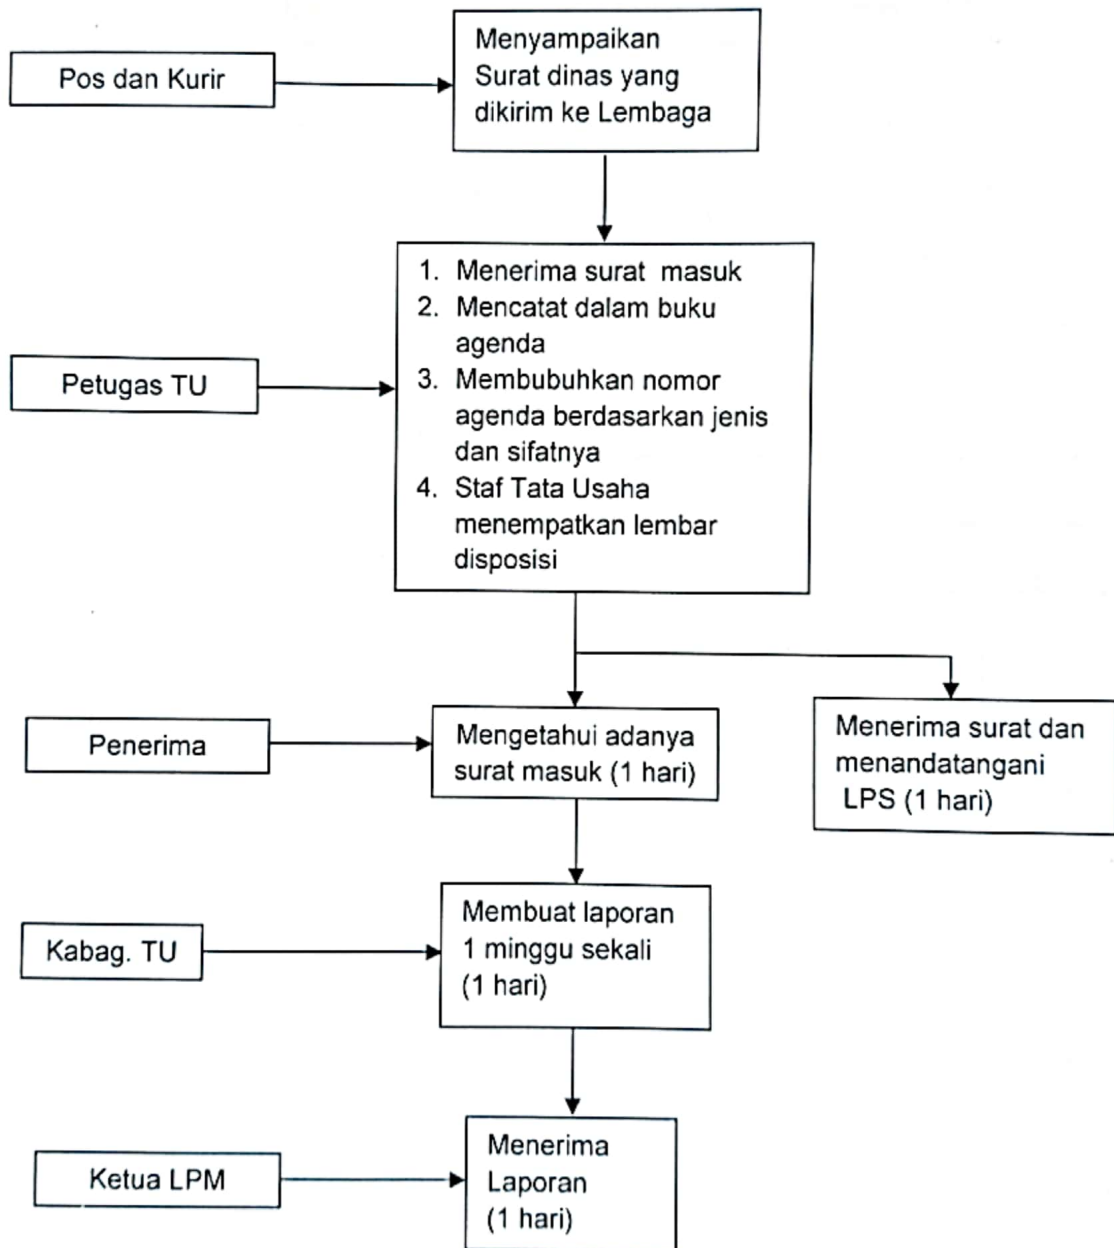 Menyampaikan
Pos dan Kurir
Surat dinas yang
dikirim ke Lembaga
1. Menerima surat masuk
2. Mencatat dalam buku
agenda
Petugas TU
3. Membubuhkan nomor
agenda berdasarkan jenis
dan sifatnya
4. Staf Tata Usaha
menempatkan lembar
disposisi
Penerima
Mengetahui adanya
surat masuk (1 hari)
Menerima surat dan
menandatangani
LPS (1 hari)
Kabag. TU
Membuat laporan
1 minggu sekali
(1 hari)
Ketua LPM
Menerima
Laporan
(1 hari)